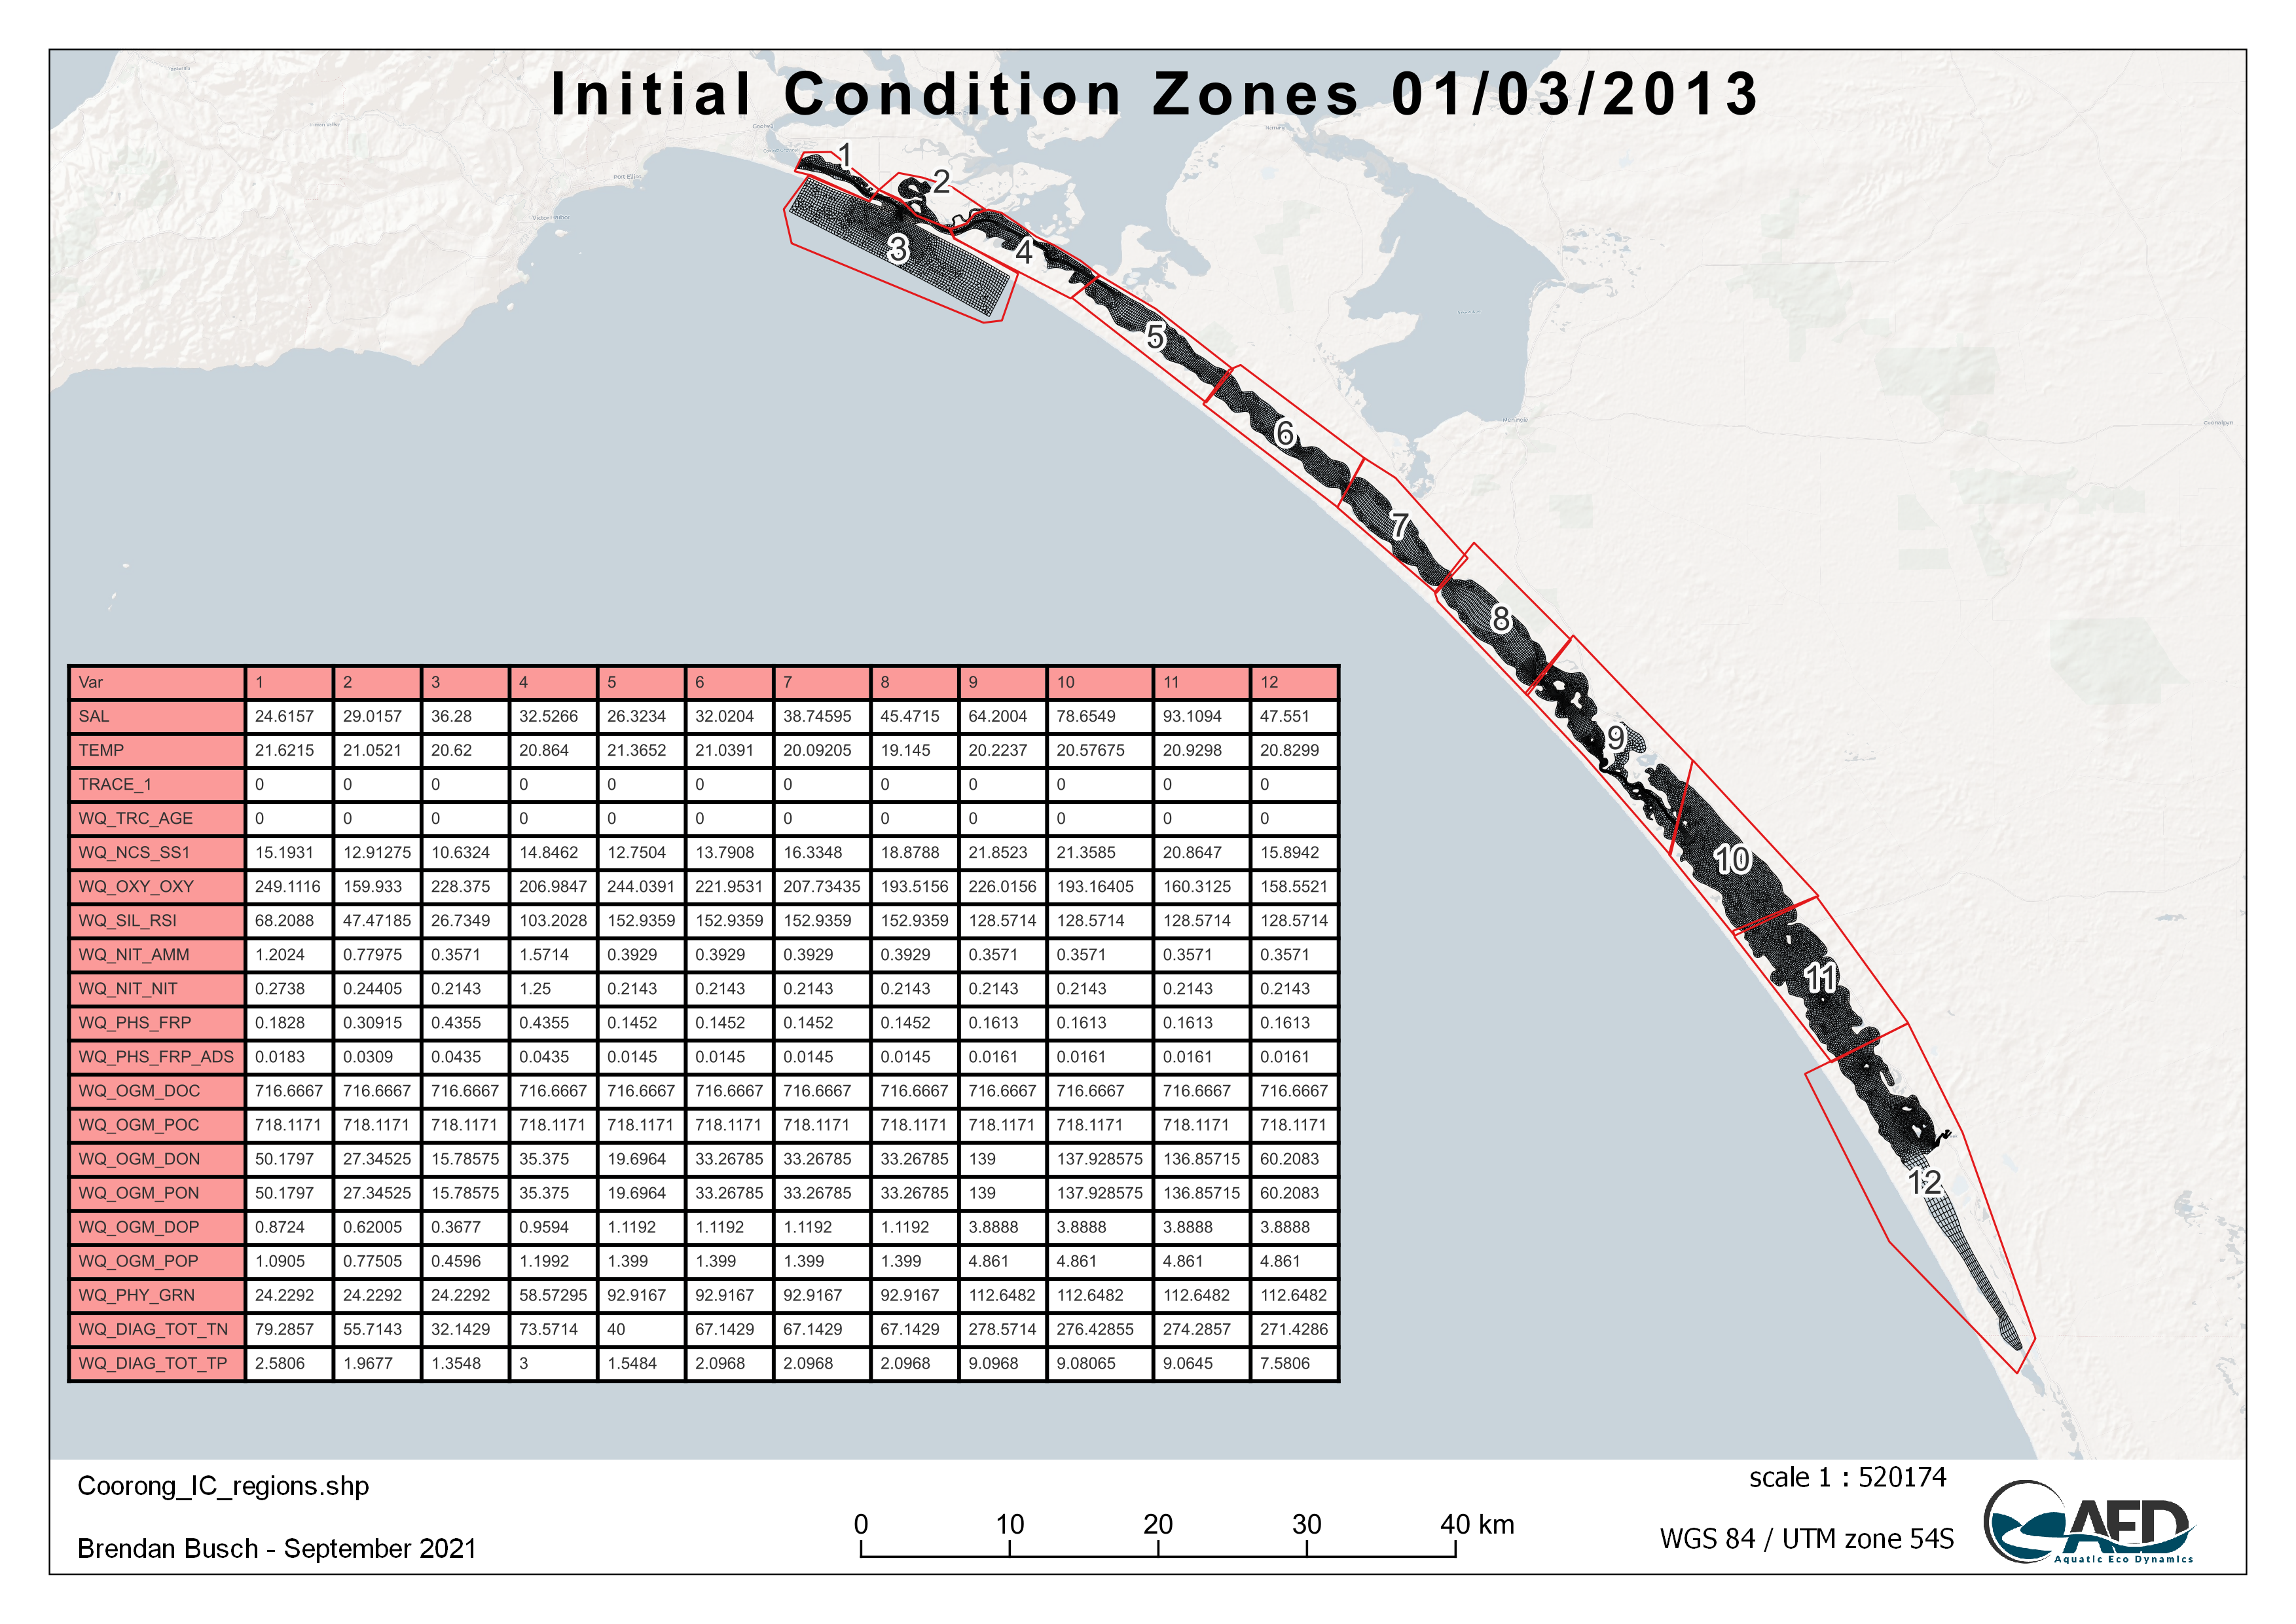 Initial Condition Zones 01/03/2013
Goolwa
Port Elliot
Victor Harbor
Narrung
Meningie
Coonalpyn
1
2
3
4
5
6
7
8
9
10
11
12
Var 1 2 3 4 5 6 7 8 9 10 11 12
SAL 24.6157 29.0157 36.28 32.5266 26.3234 32.0204 38.74595 45.4715 64.2004 78.6549 93.1094 47.551
TEMP 21.6215 21.0521 20.62 20.864 21.3652 21.0391 20.09205 19.145 20.2237 20.57675 20.9298 20.8299
TRACE_1 0 0 0 0 0 0 0 0 0 0 0 0
WQ_TRC_AGE 0 0 0 0 0 0 0 0 0 0 0 0
WQ_NCS_SS1 15.1931 12.91275 10.6324 14.8462 12.7504 13.7908 16.3348 18.8788 21.8523 21.3585 20.8647 15.8942
WQ_OXY_OXY 249.1116 159.933 228.375 206.9847 244.0391 221.9531 207.73435 193.5156 226.0156 193.16405 160.3125 158.5521
WQ_SIL_RSI 68.2088 47.47185 26.7349 103.2028 152.9359 152.9359 152.9359 152.9359 128.5714 128.5714 128.5714 128.5714
WQ_NIT_AMM 1.2024 0.77975 0.3571 1.5714 0.3929 0.3929 0.3929 0.3929 0.3571 0.3571 0.3571 0.3571
WQ_NIT_NIT 0.2738 0.24405 0.2143 1.25 0.2143 0.2143 0.2143 0.2143 0.2143 0.2143 0.2143 0.2143
WQ_PHS_FRP 0.1828 0.30915 0.4355 0.4355 0.1452 0.1452 0.1452 0.1452 0.1613 0.1613 0.1613 0.1613
WQ_PHS_FRP_ADS 0.0183 0.0309 0.0435 0.0435 0.0145 0.0145 0.0145 0.0145 0.0161 0.0161 0.0161 0.0161
WQ_OGM_DOC 716.6667 716.6667 716.6667 716.6667 716.6667 716.6667 716.6667 716.6667 716.6667 716.6667 716.6667 716.6667
WQ_OGM_POC 718.1171 718.1171 718.1171 718.1171 718.1171 718.1171 718.1171 718.1171 718.1171 718.1171 718.1171 718.1171
WQ_OGM_DON 50.1797 27.34525 15.78575 35.375 19.6964 33.26785 33.26785 33.26785 139 137.928575 136.85715 60.2083
WQ_OGM_PON 50.1797 27.34525 15.78575 35.375 19.6964 33.26785 33.26785 33.26785 139 137.928575 136.85715 60.2083
WQ_OGM_DOP 0.8724 0.62005 0.3677 0.9594 1.1192 1.1192 1.1192 1.1192 3.8888 3.8888 3.8888 3.8888
WQ_OGM_POP 1.0905 0.77505 0.4596 1.1992 1.399 1.399 1.399 1.399 4.861 4.861 4.861 4.861
WQ_PHY_GRN 24.2292 24.2292 24.2292 58.57295 92.9167 92.9167 92.9167 92.9167 112.6482 112.6482 112.6482 112.6482
WQ_DIAG_TOT_TN 79.2857 55.7143 32.1429 73.5714 40 67.1429 67.1429 67.1429 278.5714 276.42855 274.2857 271.4286
WQ_DIAG_TOT_TP 2.5806 1.9677 1.3548 3 1.5484 2.0968 2.0968 2.0968 9.0968 9.08065 9.0645 7.5806
Coorong_IC_regions.shp
Brendan Busch - September 2021
0 10 20 30 40 km
scale 1 : 520174
WGS 84 / UTM zone 54S
AED
Aquatic Eco Dynamics